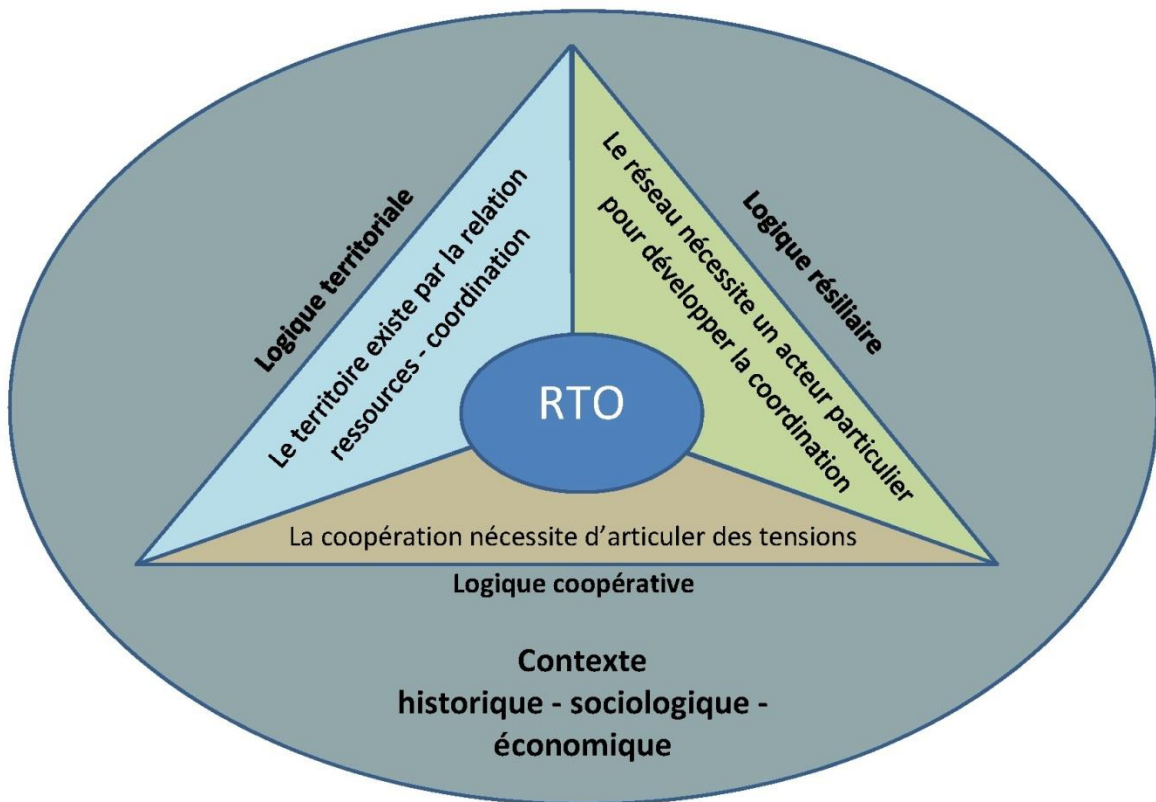 Logique territoriale
Le territoire existe par la relation
ressources - coordination
Le réseau nécessite un acteur particulier
pour développer la coordination
Logique résiliaire
RTO
La coopération nécessite d’articuler des tensions
Logique coopérative
Contexte
historique - sociologique -
économique